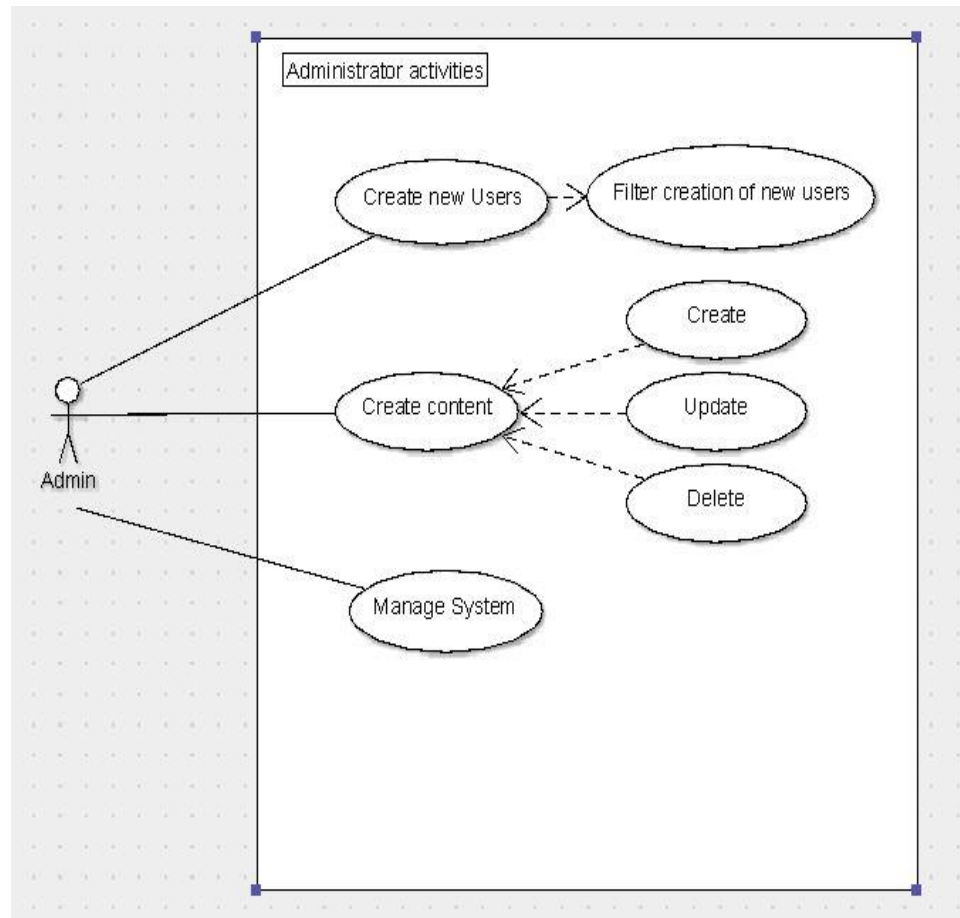 Administrator activities
Create new Users
Filter creation of new users
Create
Create content
Update
Admin
Delete
Manage System